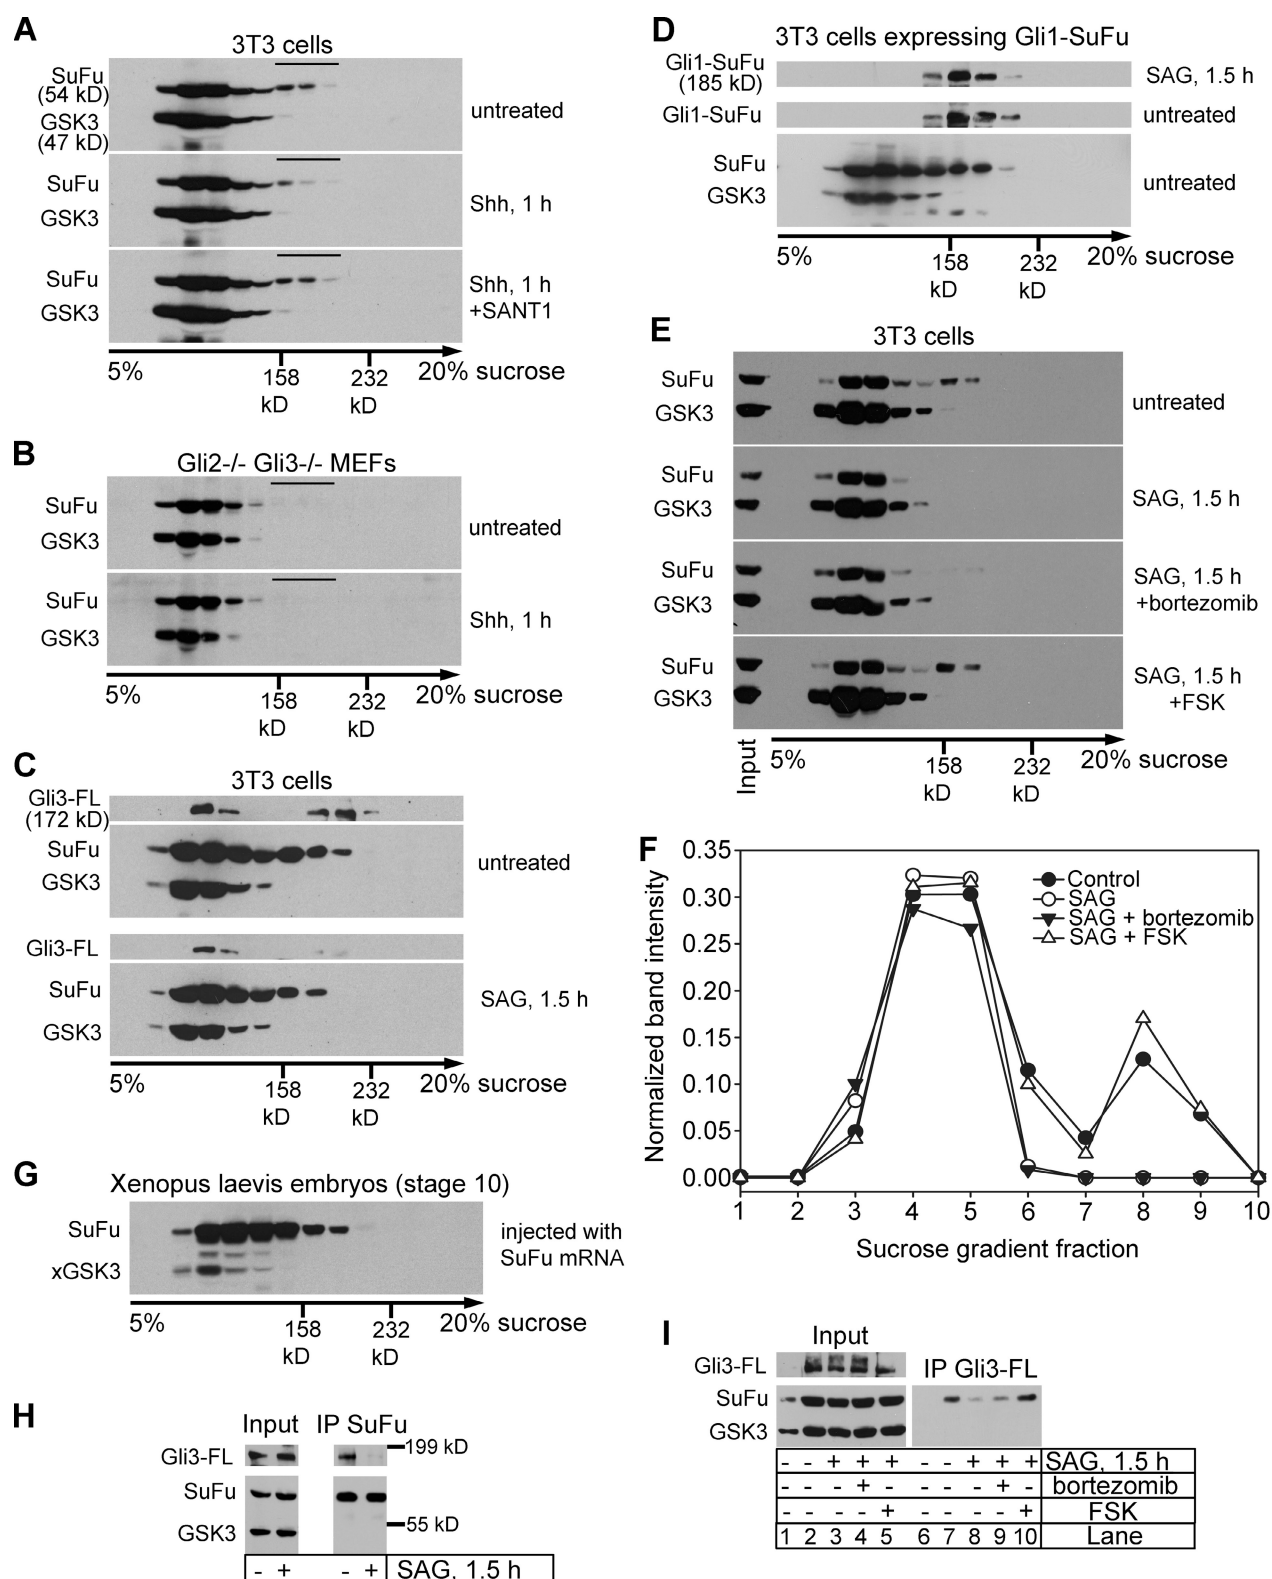 A
3T3 cells
SuFu
(54 kD)
GSK3
(47 kD)
untreated
SuFu
GSK3
Shh, 1 h
SuFu
GSK3
Shh, 1 h
+SANT1
5%
158
kD
232
kD
20% sucrose
B
Gli2-/- Gli3-/- MEFs
SuFu
GSK3
untreated
SuFu
GSK3
Shh, 1 h
5%
158
kD
232
kD
20% sucrose
C
3T3 cells
Gli3-FL
(172 kD)
SuFu
GSK3
untreated
Gli3-FL
SuFu
GSK3
SAG, 1.5 h
5%
158
kD
232
kD
20% sucrose
D
3T3 cells expressing Gli1-SuFu
Gli1-SuFu
(185 kD)
SAG, 1.5 h
Gli1-SuFu
untreated
SuFu
GSK3
untreated
5%
158
kD
232
kD
20% sucrose
E
3T3 cells
SuFu
GSK3
untreated
SuFu
GSK3
SAG, 1.5 h
SuFu
GSK3
SAG, 1.5 h
+bortezomib
SuFu
GSK3
SAG, 1.5 h
+FSK
Input
5%
158
kD
232
kD
20% sucrose
F
Normalized band intensity
0.35
0.30
0.25
0.20
0.15
0.10
0.05
0.00
Control
SAG
SAG + bortezomib
SAG + FSK
1 2 3 4 5 6 7 8 9 10
Sucrose gradient fraction
G
Xenopus laevis embryos (stage 10)
SuFu
xGSK3
injected with
SuFu mRNA
5%
158
kD
232
kD
20% sucrose
H
Input IP SuFu
Gli3-FL
199 kD
SuFu
GSK3
55 kD
- + - + SAG, 1.5 h
I
Input
Gli3-FL
IP Gli3-FL
SuFu
GSK3
- - + + + - - + + + SAG, 1.5 h
- - - + - - - - + - bortezomib
- - - - + - - - - + FSK
1 2 3 4 5 6 7 8 9 10 Lane